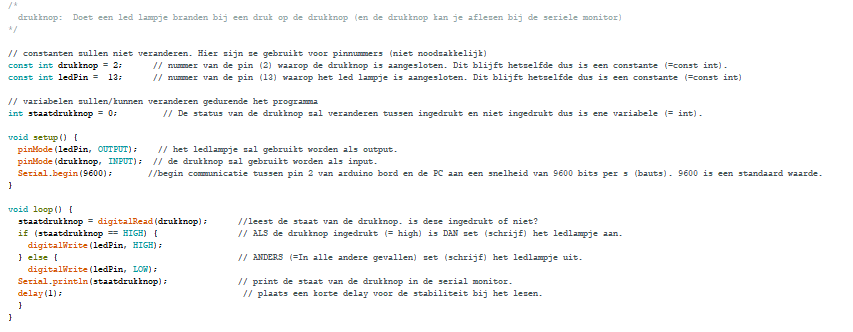 /*
drukknop: Doet een led lampje branden bij een druk op de drukknop (en de drukknop kan je aflesen bij de seriele monitor)
*/
// constanten sullen niet veranderen. Hier sijn se gebruikt voor pinnummers (niet noodsakkelijk)
const int drukknop = 2; // nummer van de pin (2) waarop de drukknop is aangesloten. Dit blijft hetselfde dus is een constante (=const int).
const int ledPin = 13; // nummer van de pin (13) waarop het led lampje is aangesloten. Dit blijft hetselfde dus is een constante (=const int)
// variabelen sullen/kunnen veranderen gedurende het programma
int staatdrukknop = 0; // De status van de drukknop sal veranderen tussen ingedrukt en niet ingedrukt dus is ene variabele (= int).
void setup() {
pinMode(ledPin, OUTPUT); // het ledlampje sal gebruikt worden als output.
pinMode(drukknop, INPUT); // de drukknop sal gebruikt worden als input.
Serial.begin(9600); //begin communicatie tussen pin 2 van arduino bord en de PC aan een snelheid van 9600 bits per s (bauts). 9600 is een standaard waarde.
}
void loop() {
staatdrukknop = digitalRead(drukknop); //leest de staat van de drukknop. is dese ingedrukt of niet?
if (staatdrukknop == HIGH) { // ALS de drukknop ingedrukt (= high) is DAN set (schrijf) het ledlampje aan.
digitalWrite(ledPin, HIGH);
} else { // ANDERS (=In alle andere gevallen) set (schrijf) het ledlampje uit.
digitalWrite(ledPin, LOW);
Serial.println(staatdrukknop); // print de staat van de drukknop in de serial monitor.
delay(1); // plaats een korte delay voor de stabiliteit bij het lesen.
}
}